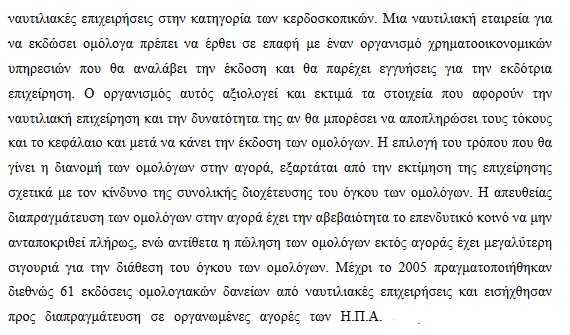 ναυτιλιακές επιχειρήσεις στην κατηγορία των κερδοσκοπικών. Μια ναυτιλιακή εταιρεία για
να εκδώσει ομόλογα πρέπει να έρθει σε επαφή με έναν οργανισμό χρηματοοικονομικών
υπηρεσιών που θα αναλάβει την έκδοση και θα παρέχει εγγυήσεις για την εκδότρια
επιχείρηση. Ο οργανισμός αυτός αξιολογεί και εκτιμά τα στοιχεία που αφορούν την
ναυτιλιακή επιχείρηση και την δυνατότητα της αν θα μπορέσει να αποπληρώσει τους τόκους
και το κεφάλαιο και μετά να κάνει την έκδοση των ομολόγων. Η επιλογή του τρόπου που θα
γίνει η διανομή των ομολόγων στην αγορά, εξαρτάται από την εκτίμηση της επιχείρησης
σχετικά με τον κίνδυνο της συνολικής διοχέτευσης του όγκου των ομολόγων. Η απευθείας
διαπραγμάτευση των ομολόγων στην αγορά έχει την αβεβαιότητα το επενδυτικό κοινό να μην
ανταποκριθεί πλήρως, ενώ αντίθετα η πώληση των ομολόγων εκτός αγοράς έχει μεγαλύτερη
σιγουριά για την διάθεση του όγκου των ομολόγων. Μέχρι το 2005 πραγματοποιήθηκαν
διεθνώς 61 εκδόσεις ομολογιακών δανείων από ναυτιλιακές επιχειρήσεις και εισήχθησαν
προς διαπραγμάτευση σε οργανωμένες αγορές των Η.Π.Α.